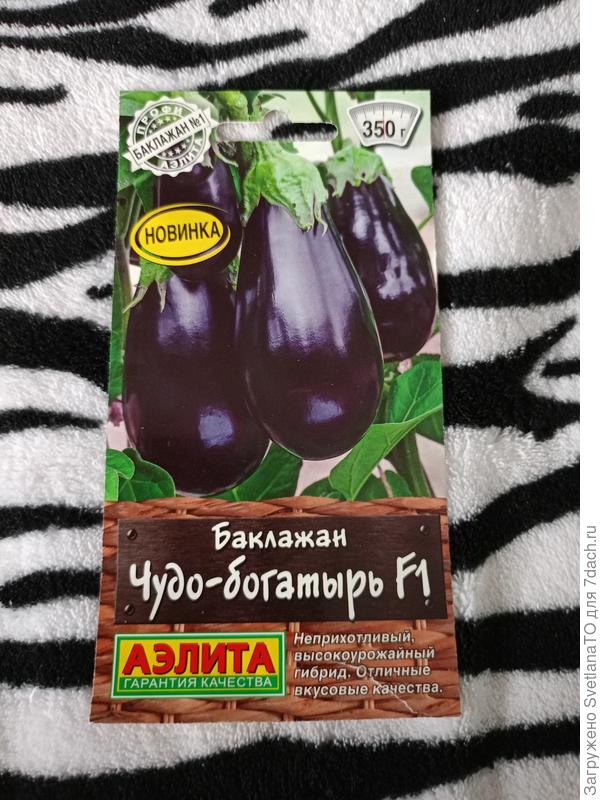 ПРОФИ
БАКЛАЖАН №1
АЭЛИТА
350 г
НОВИНКА
Баклажан
Чудо-богатырь F1
АЭЛИТА
ГАРАНТИЯ КАЧЕСТВА
Неприхотливый,
высокоурожайный
гибрид. Отличные
вкусовые качества.
Загружено SvetlanaTO для 7dach.ru